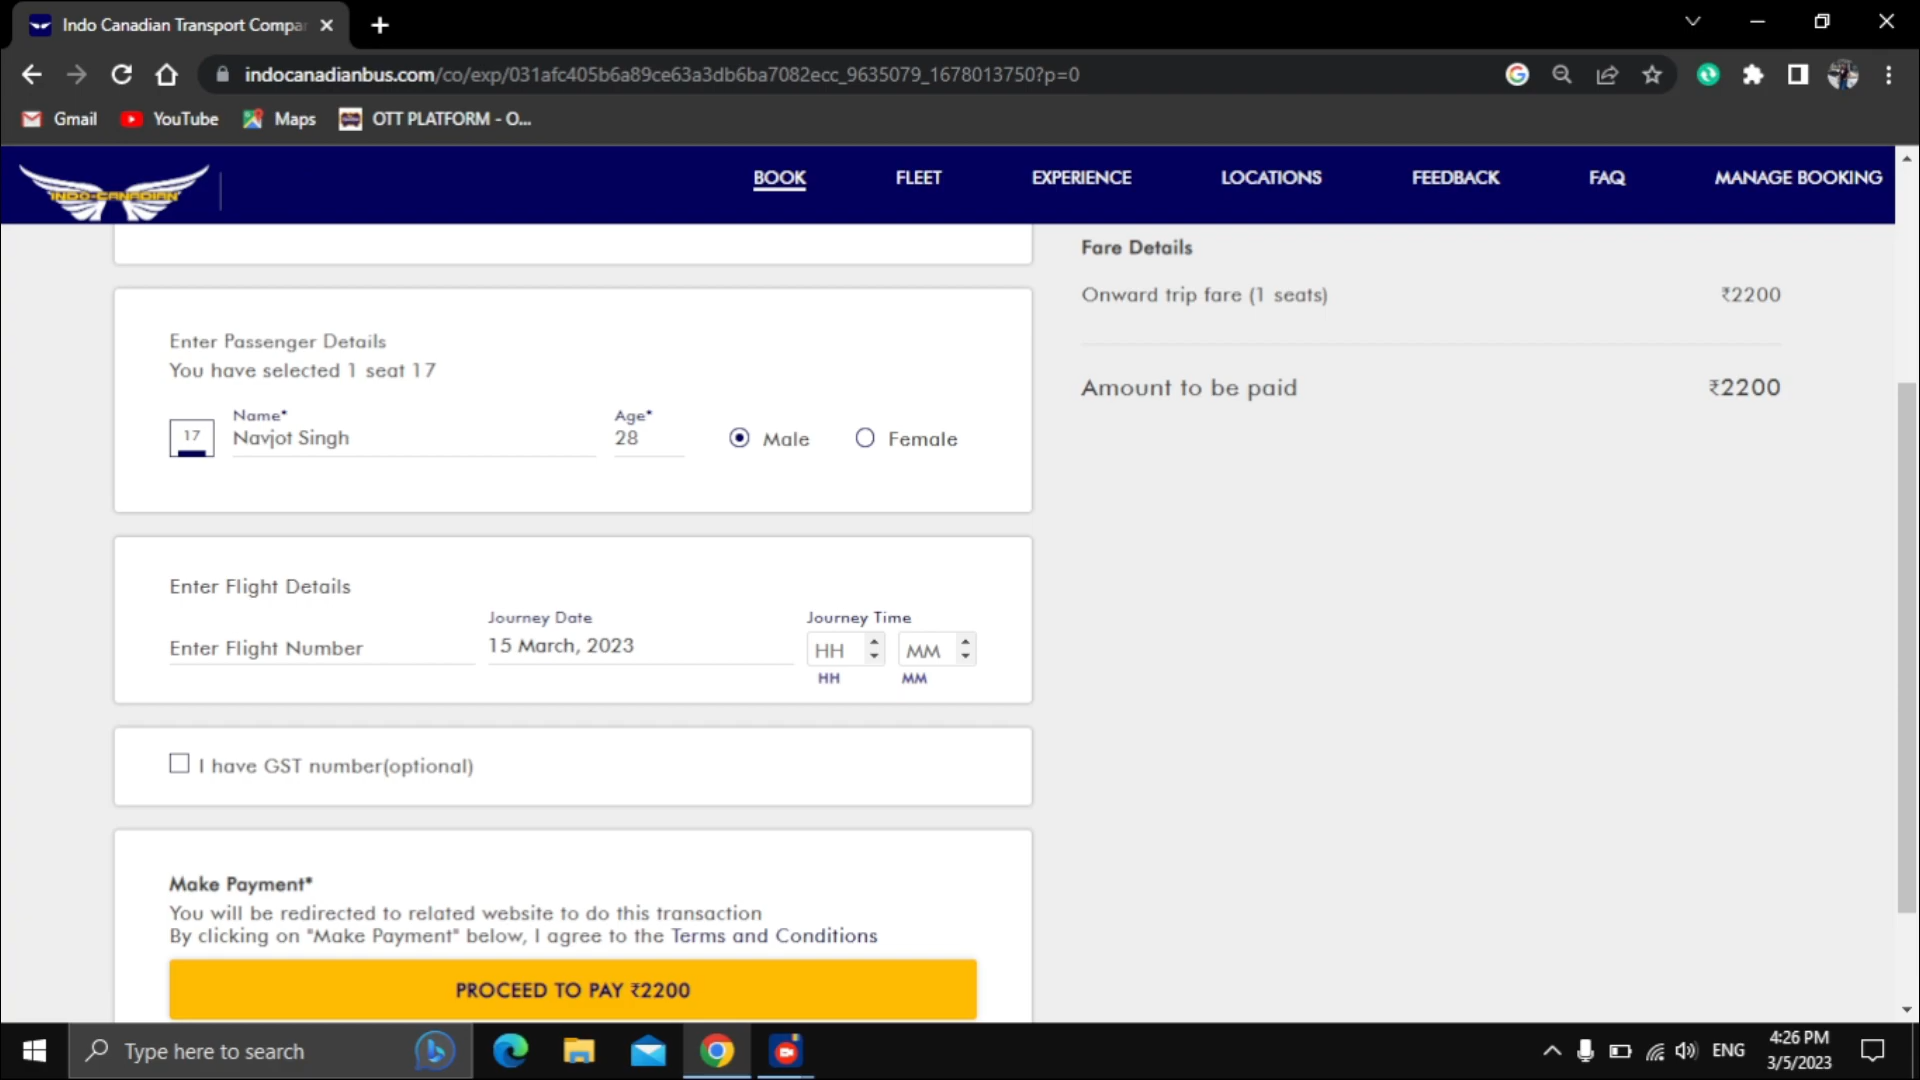 Indo Canadian Transport Compa
indocanadianbus.com/co/exp/031afc405b6a89ce63a3db6ba7082ecc_9635079_1678013750?p=0
Gmail
YouTube
Maps
OTT PLATFORM - O...
INDO-CANADIAN
BOOK
FLEET
EXPERIENCE
LOCATIONS
FEEDBACK
FAQ
MANAGE BOOKING
Enter Passenger Details
You have selected 1 seat 17
17
Name*
Navjot Singh
Age*
28
Male
Female
Enter Flight Details
Enter Flight Number
Journey Date
15 March, 2023
Journey Time
HH
MM
HH
MM
I have GST number(optional)
Make Payment*
You will be redirected to related website to do this transaction
By clicking on "Make Payment" below, I agree to the Terms and Conditions
PROCEED TO PAY ₹2200
Fare Details
Onward trip fare (1 seats) ₹2200
Amount to be paid ₹2200
Type here to search
ENG
4:26 PM
3/5/2023